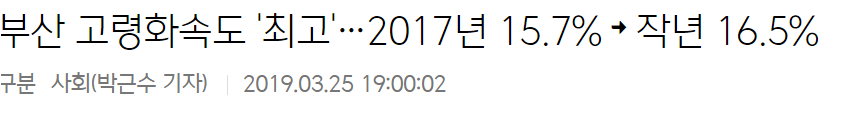 부산 고령화속도 '최고'…2017년 15.7%→작년 16.5%
구분 사회(박근수 기자) | 2019.03.25 19:00:02